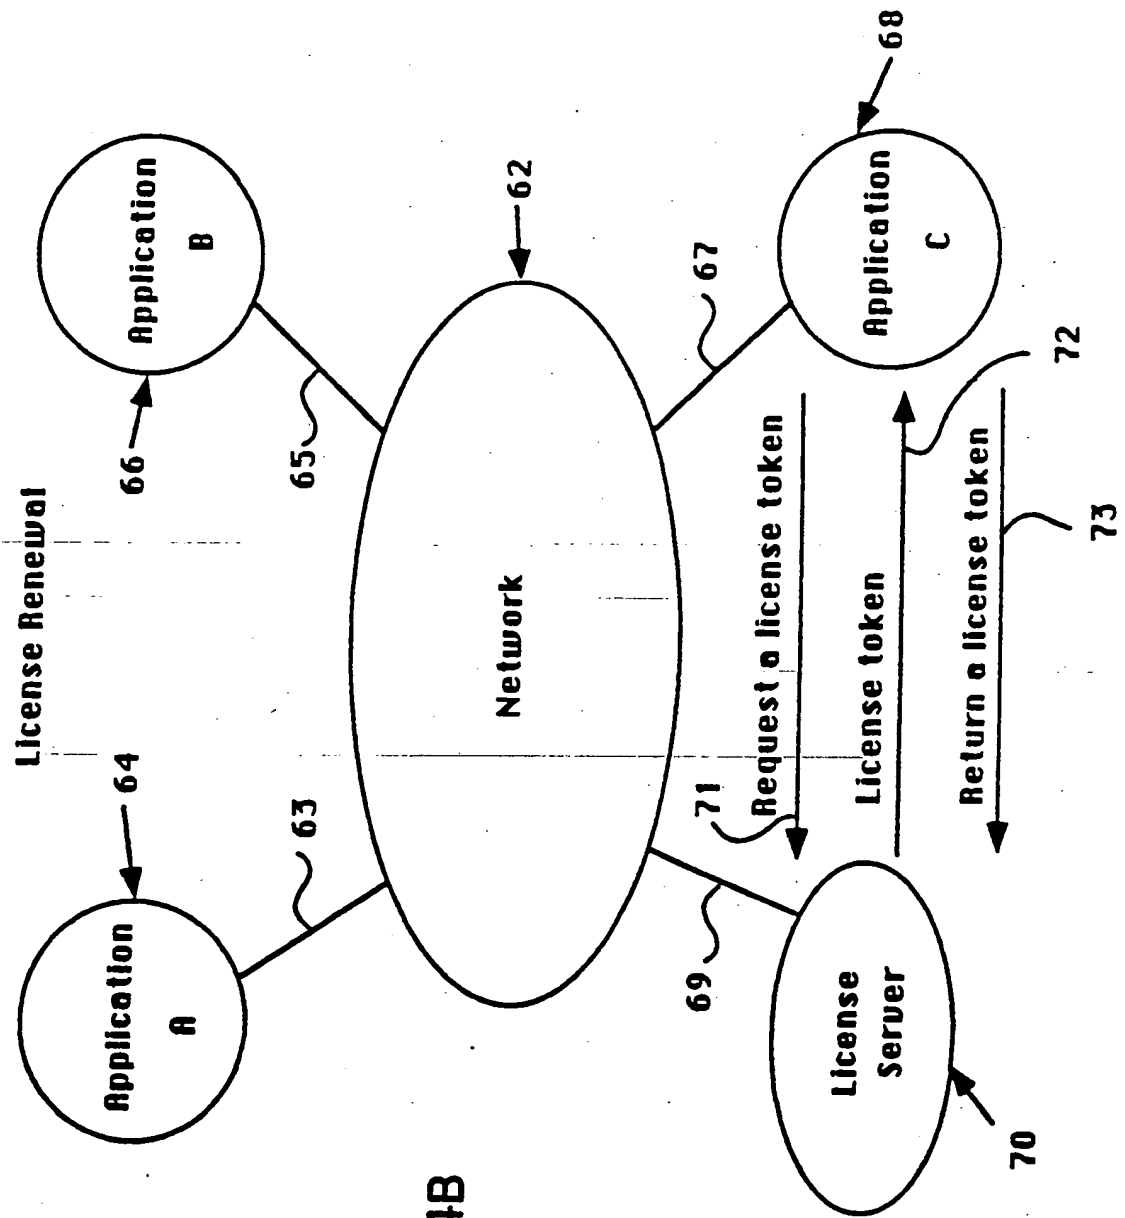 License Renewal
64
Application
A
63
66
Application
B
65
62
Network
69
67
70
License
Server
68
Application
C
71
Request a license token
License token
72
Return a license token
73
4B